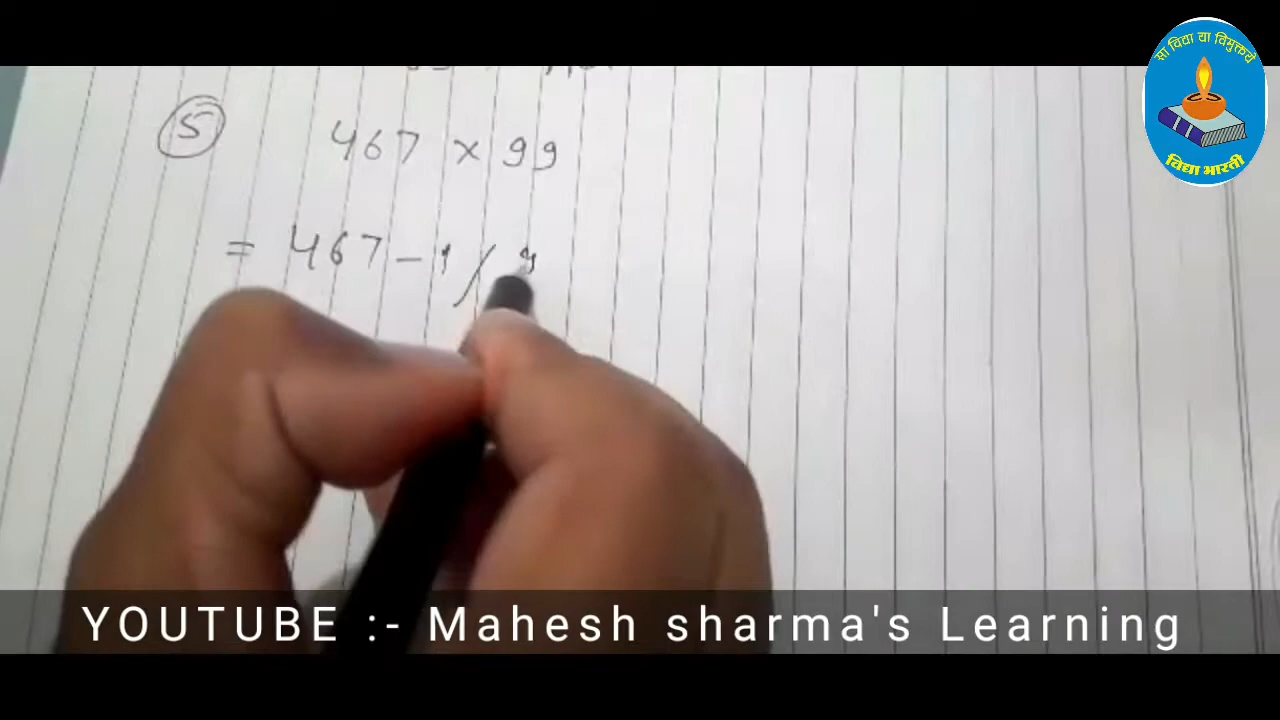 सा विद्या या विमुक्तये
विद्या भारती
5 467 × 99
= 467 - 1 /
YOUTUBE :- Mahesh sharma's Learning